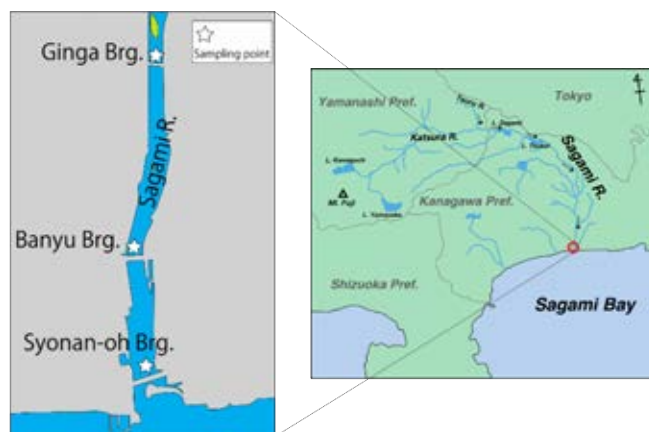 Ginga Brg.
Sampling point
Sagami R.
Banyu Brg.
Syonan-oh Brg.
Yamanashi Pref.
Tokyo
Katsura R.
Sagami R.
Mt. Fuji
Kanagawa Pref.
Shizuoka Pref.
Sagami Bay